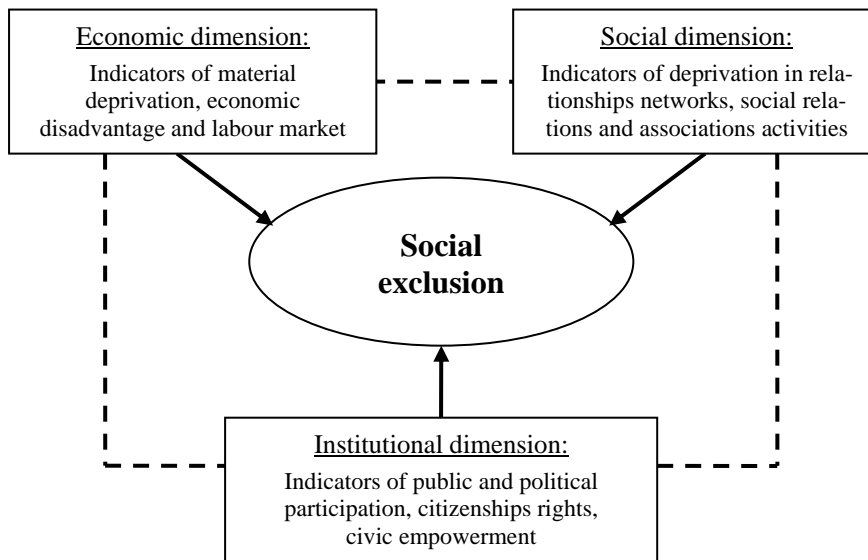 Economic dimension:
Indicators of material
deprivation, economic
disadvantage and labour market
Social dimension:
Indicators of deprivation in rela-
tionships networks, social rela-
tions and associations activities
Social
exclusion
Institutional dimension:
Indicators of public and political
participation, citizenships rights,
civic empowerment